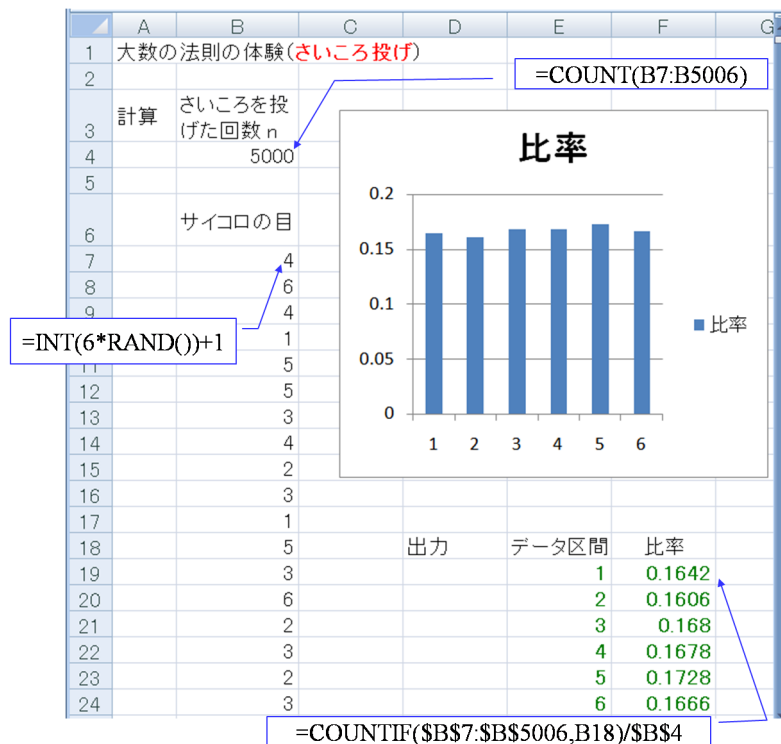 A B C D E F G
1 大数の法則の体験(さいころ投げ)
2
=COUNT(B7:B5006)
3 計算 さいころを投げた回数 n
4 5000
5
6 サイコロの目
7 4
8 6
9 4
=INT(6*RAND())+1
1
11 5
12 5
13 3
14 4
15 2
16 3
17 1
比率
0.2
0.15
0.1
0.05
0
1 2 3 4 5 6
比率
18 5 出力 データ区間 比率
19 3 1 0.1642
20 6 2 0.1606
21 2 3 0.168
22 3 4 0.1678
23 2 5 0.1728
24 3 6 0.1666
=COUNTIF($B$7:$B$5006,B18)/$B$4